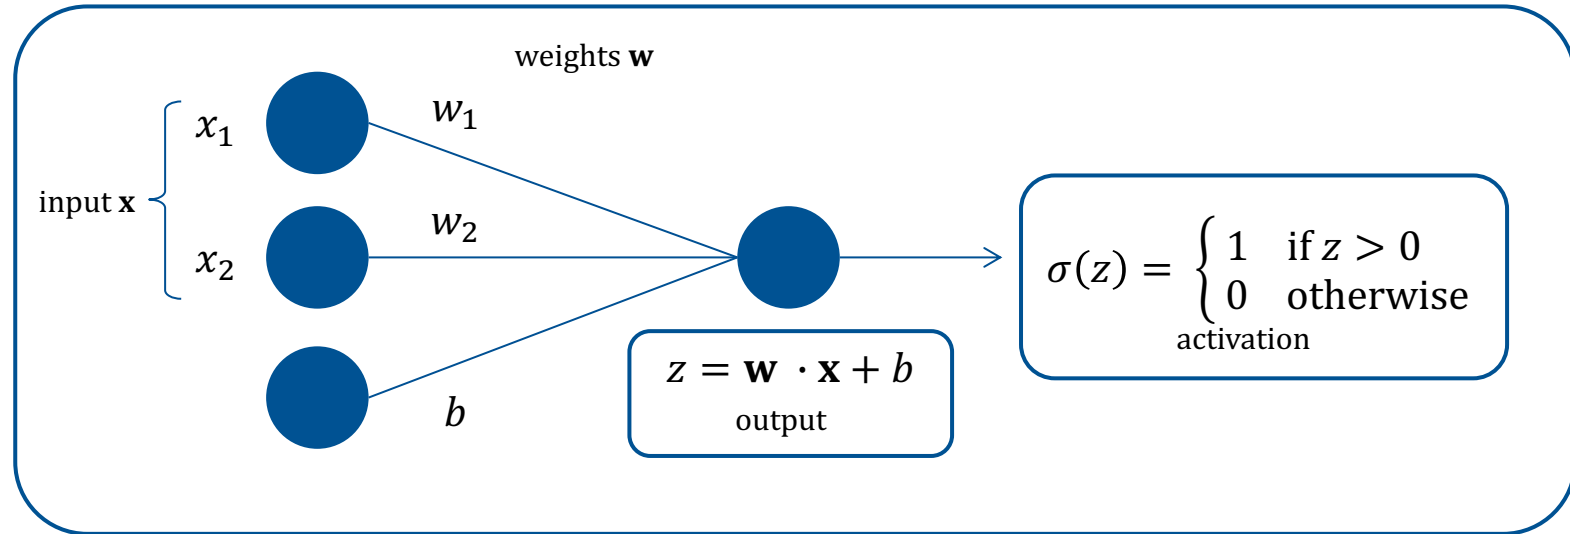 weights w
w₁
x₁
input x
w₂
x₂
σ(z) = { 1 if z > 0
0 otherwise
activation
z = w · x + b
output
b